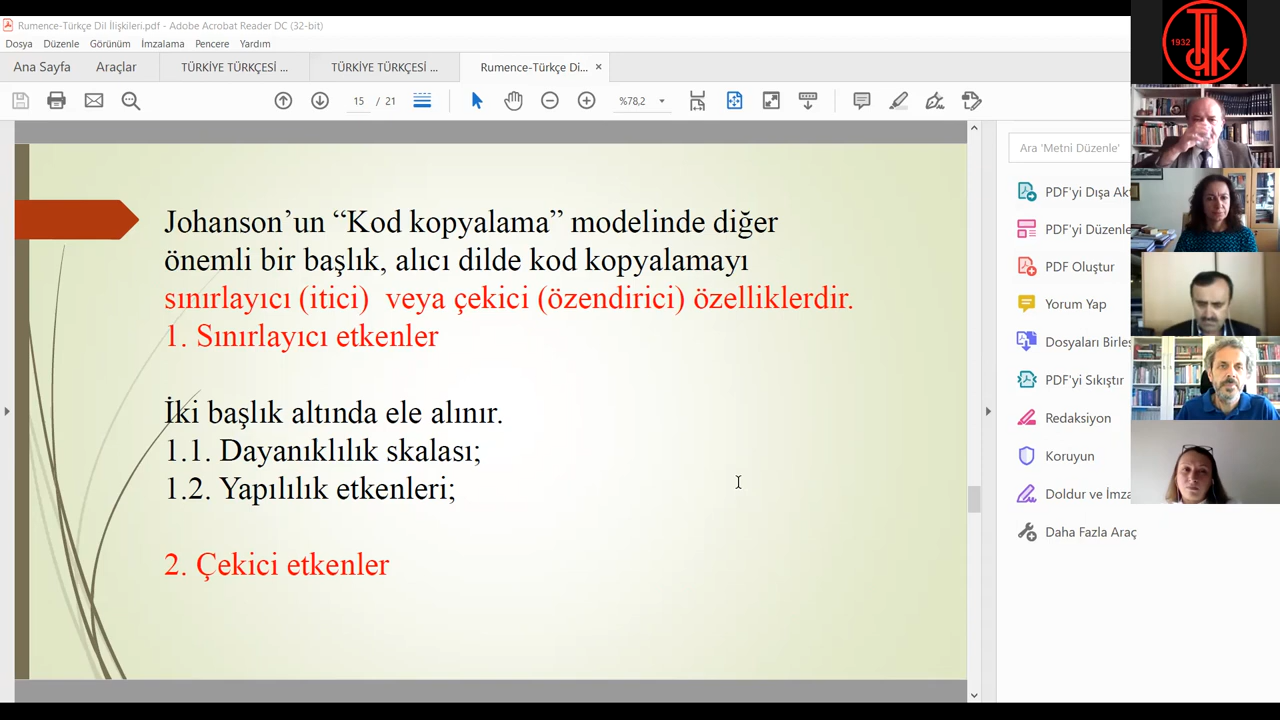 Rumence-Türkçe Dil İlişkileri.pdf - Adobe Acrobat Reader DC (32-bit)
Dosya Düzenle Görünüm İmzalama Pencere Yardım
Ana Sayfa Araçlar TÜRKİYE TÜRKÇESİ ... TÜRKİYE TÜRKÇESİ ... Rumence-Türkçe Di... ×
15 / 21 %78,2
Johanson’un “Kod kopyalama” modelinde diğer
önemli bir başlık, alıcı dilde kod kopyalamayı
sınırlayıcı (itici) veya çekici (özendirici) özelliklerdir.
1. Sınırlayıcı etkenler
İki başlık altında ele alınır.
1.1. Dayanıklılık skalası;
1.2. Yapılılık etkenleri;
2. Çekici etkenler
Ara 'Metni Düzenle'
PDF'yi Dışa Akt
PDF'yi Düzenle
PDF Oluştur
Yorum Yap
Dosyaları Birleş
PDF'yi Sıkıştır
Redaksiyon
Koruyun
Doldur ve İmza
Daha Fazla Araç
1932